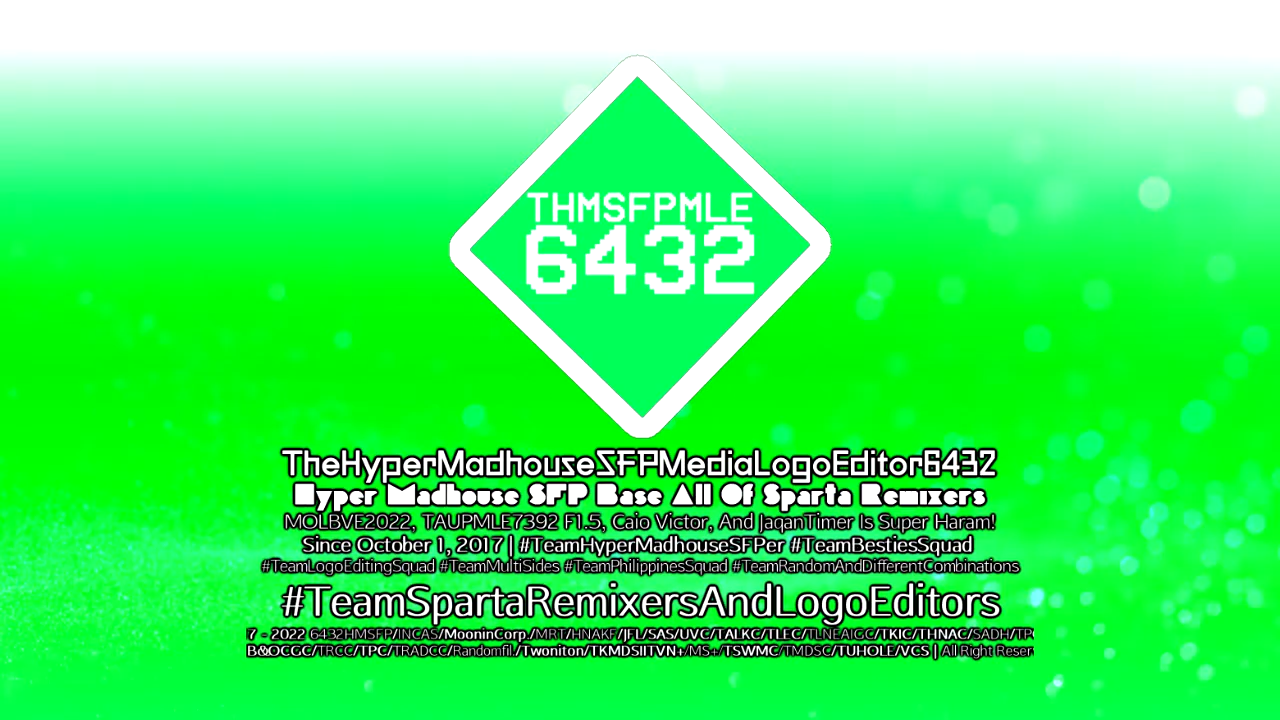 THMSFPMLE
6432
TheHyperMadhouseSFPMediaLogoEditor6432
Hyper Madhouse SFP Base All Of Sparta Remixers
MOLBVE2022, TAUPMLE7392 F1.5, Caio Victor, And JaqanTimer Is Super Haram!
Since October 1, 2017 | #TeamHyperMadhouseSFPer #TeamBestiesSquad
#TeamLogoEditingSquad #TeamMultiSides #TeamPhilippinesSquad #TeamRandomAndDifferentCombinations
#TeamSpartaRemixersAndLogoEditors
7 - 2022 6432HMSFP/INCAS/MooninCorp./MRT/HNAKF/JFL/SAS/UVC/TALKC/TLEC/TLNEAIGC/TKIC/THNAC/SADH/TP
B&OCGC/TRCC/TPC/TRADCC/Randomfil./Twoniton/TKMDSIITVN+/MS+/TSWMC/TMDSC/TUHOLE/VCS | All Right Reser